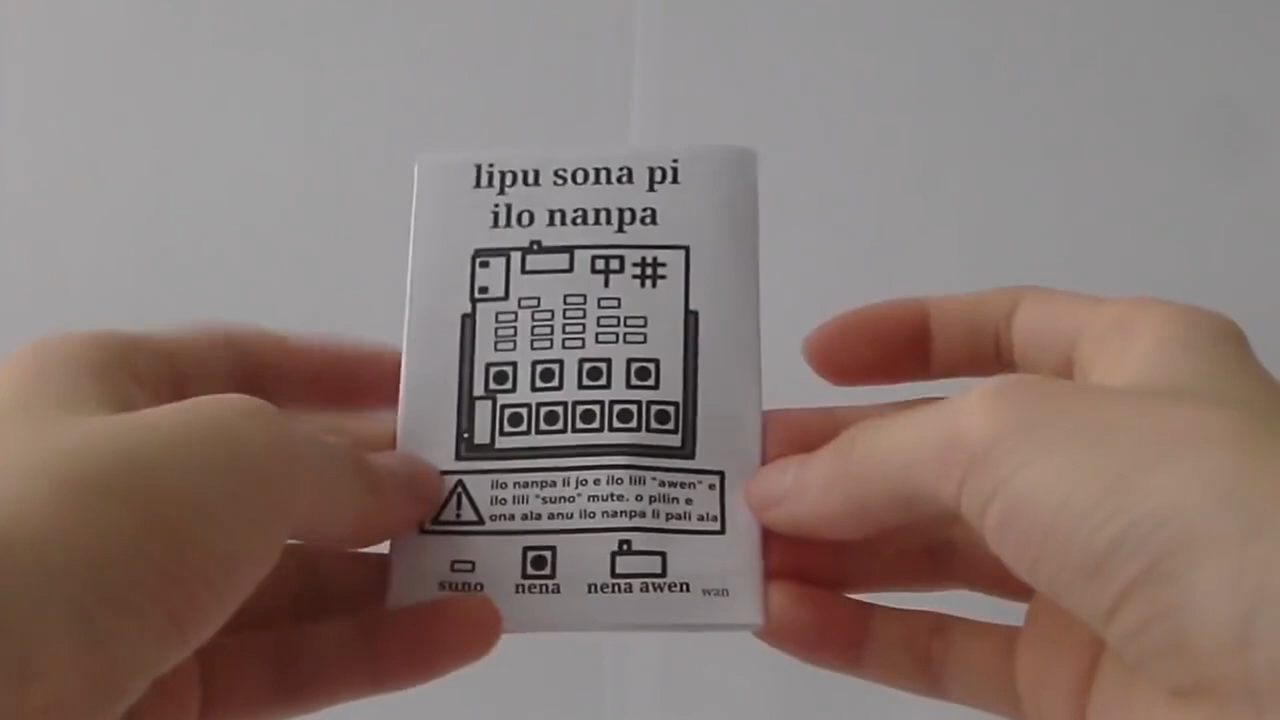 lipu sona pi
ilo nanpa
ilo nanpa li jo e ilo lili "awen" e
ilo lili "suno" mute. o pilin e
ona ala anu ilo nanpa li pali ala
suno nena nena awen wan